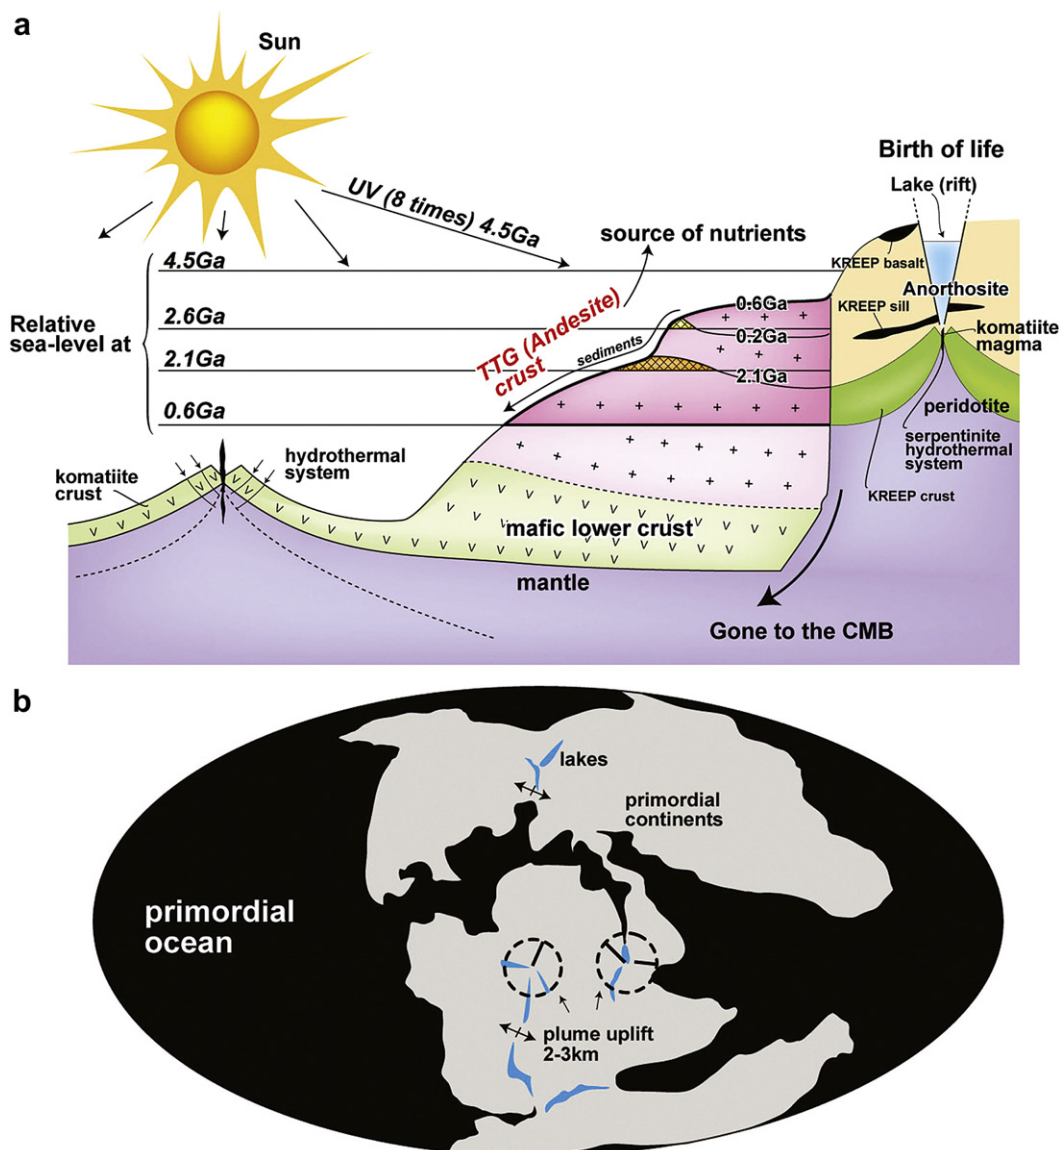 a
Sun
UV (8 times) 4.5Ga
Birth of life
Lake (rift)
source of nutrients
4.5Ga
KREEP basalt
Relative
sea-level at
2.6Ga
2.1Ga
0.6Ga
TTG (Andesite)
crust
sediments
0.6Ga
0.2Ga
2.1Ga
Anorthosite
KREEP sill
komatiite
magma
peridotite
serpentinite
hydrothermal
system
KREEP crust
komatiite
crust
hydrothermal
system
v v v v v v v v v v
+ + + + + + + + + +
mafic lower crust
mantle
Gone to the CMB
b
lakes
primordial
continents
primordial
ocean
plume uplift
2-3km